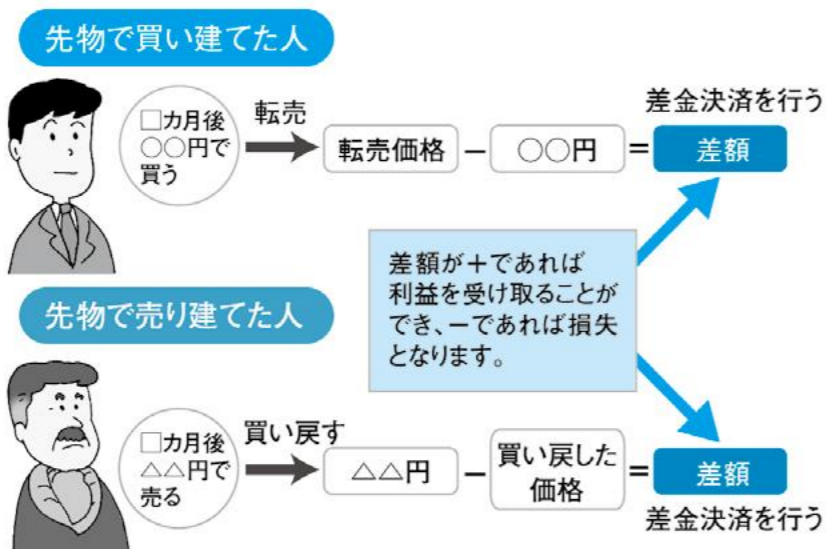 先物で買い建てた人
□カ月後
○○円で
買う
転売
転売価格 − ○○円 = 差額
差金決済を行う
差額が＋であれば
利益を受け取ることが
でき、−であれば損失
となります。
先物で売り建てた人
□カ月後
△△円で
売る
買い戻す
△△円 − 買い戻した
価格 = 差額
差金決済を行う